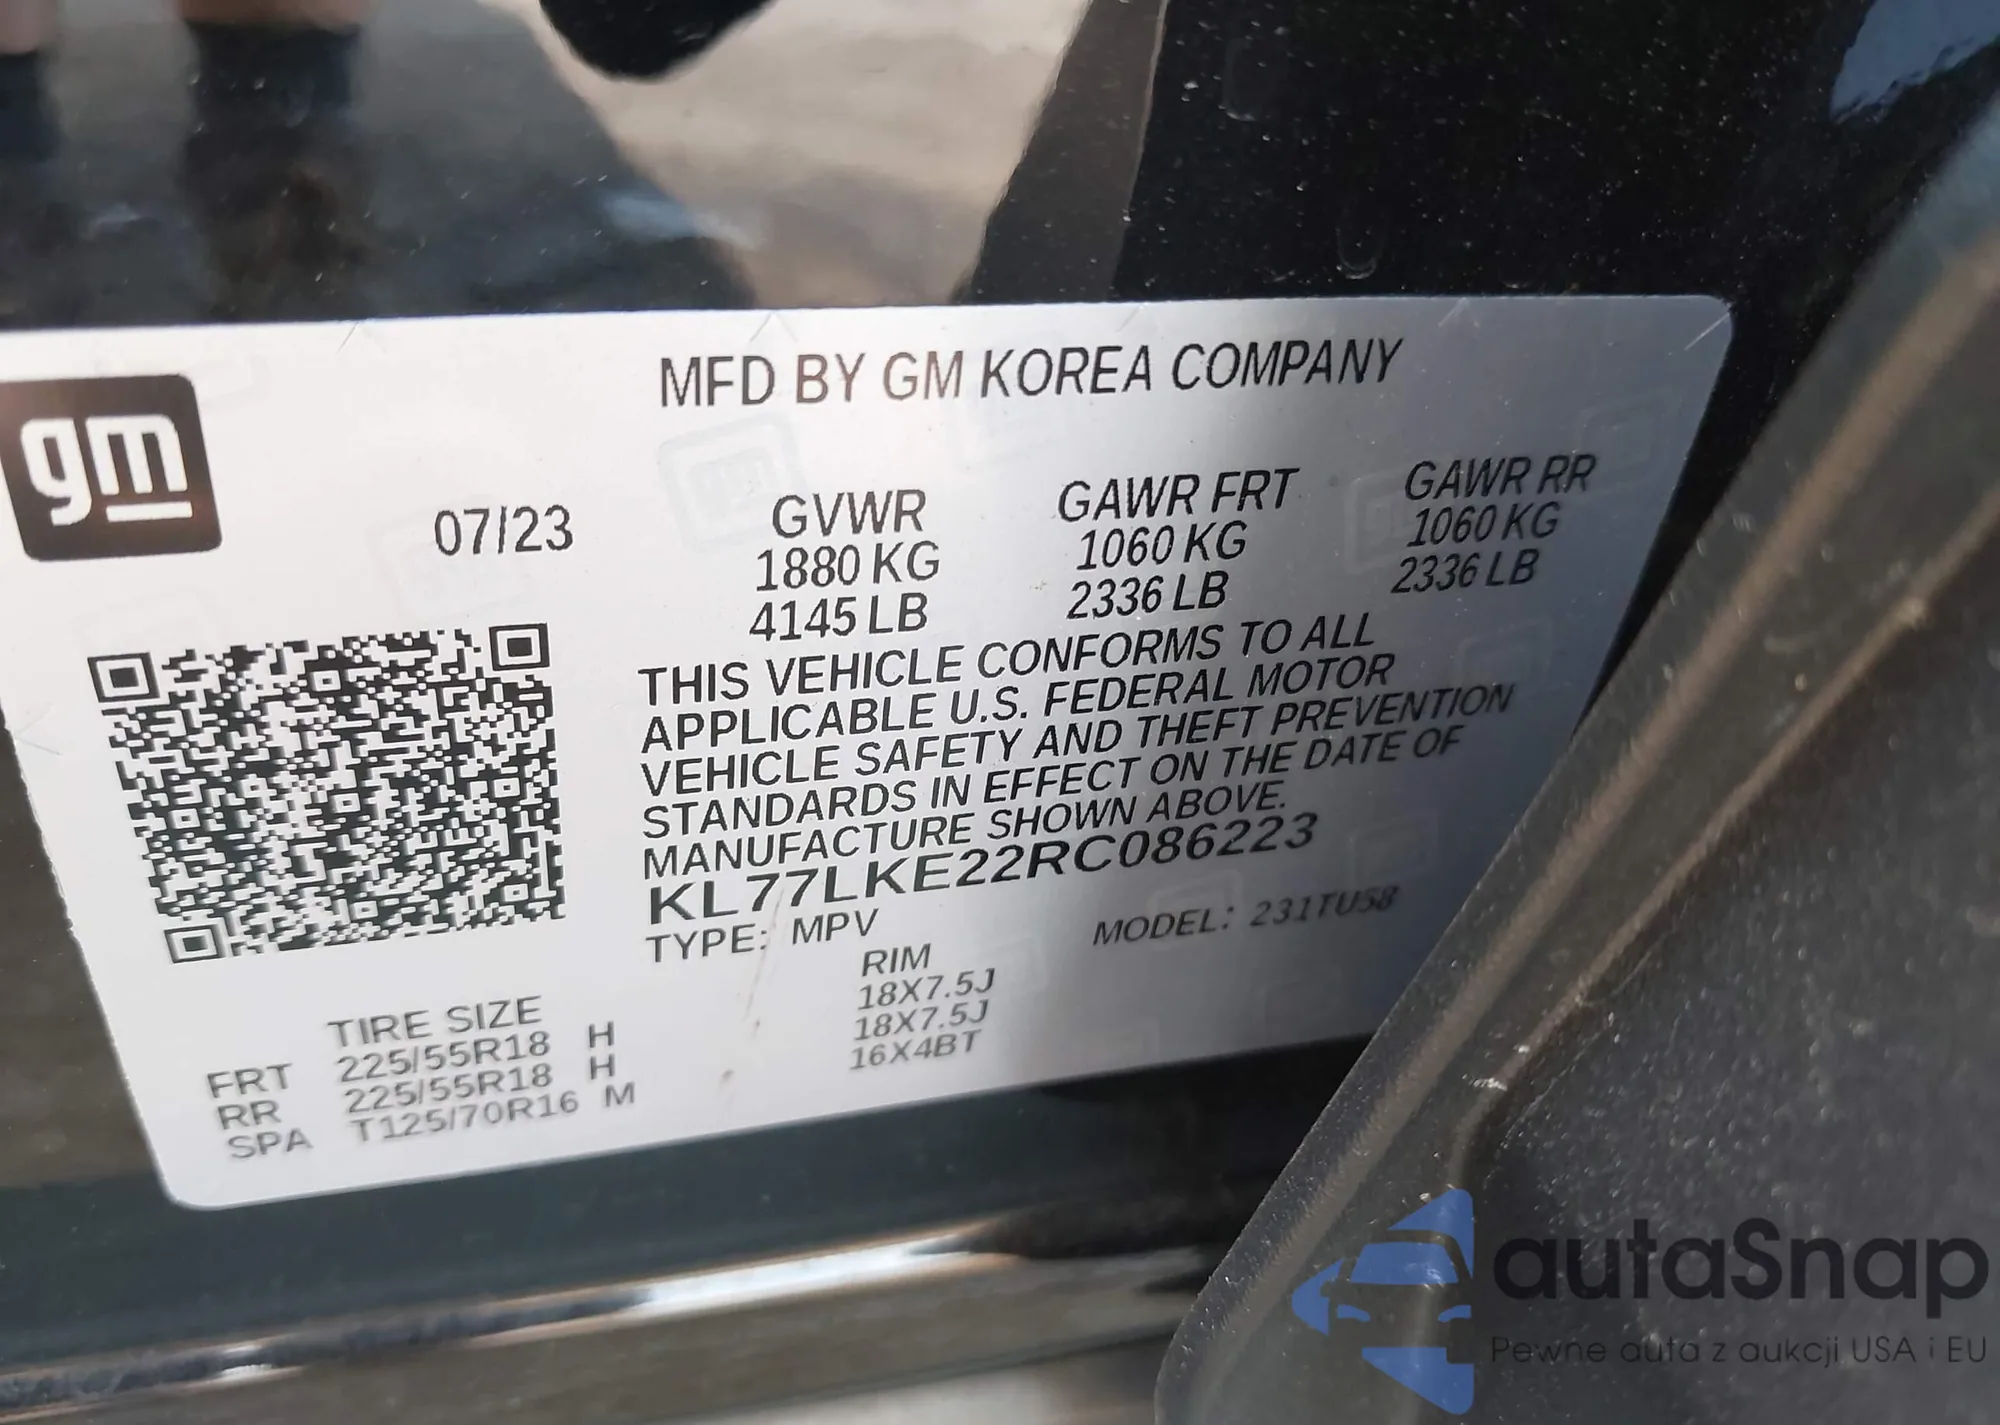 gm
MFD BY GM KOREA COMPANY
07/23
GVWR GAWR FRT GAWR RR
1880 KG 1060 KG 1060 KG
4145 LB 2336 LB 2336 LB
THIS VEHICLE CONFORMS TO ALL
APPLICABLE U.S. FEDERAL MOTOR
VEHICLE SAFETY AND THEFT PREVENTION
STANDARDS IN EFFECT ON THE DATE OF
MANUFACTURE SHOWN ABOVE.
KL77LKE22RC086223
TYPE: MPV MODEL: 231TU58
TIRE SIZE RIM
FRT 225/55R18 H 18X7.5J
RR 225/55R18 H 18X7.5J
SPA T125/70R16 M 16X4BT
autaSnap
Pewne auta z aukcji USA i EU